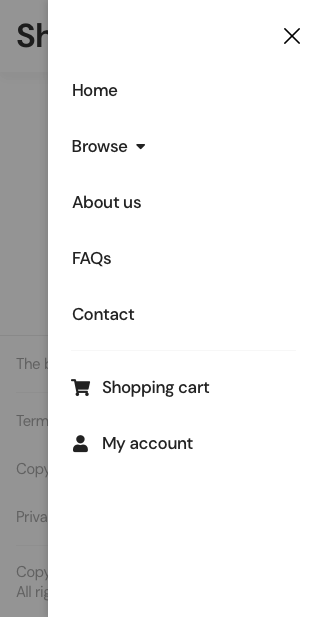 Home
Browse
About us
FAQs
Contact
Shopping cart
My account
Sh
The b
Term
Copy
Priva
Copy
All rig